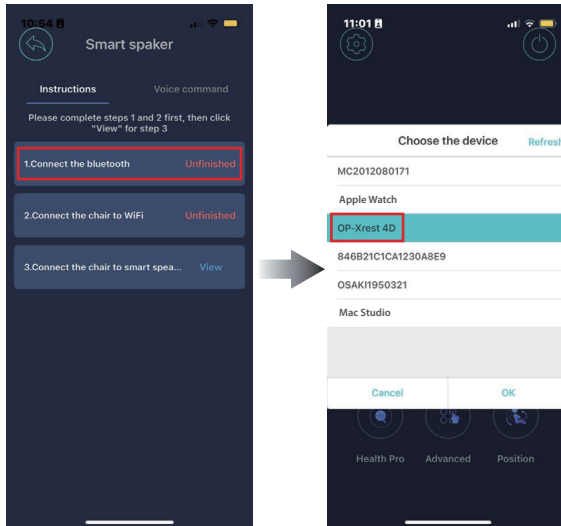 10:54
Smart spaker
Instructions
Voice command
Please complete steps 1 and 2 first, then click
"View" for step 3
1.Connect the bluetooth
Unfinished
2.Connect the chair to WiFi
Unfinished
3.Connect the chair to smart spea...
View
11:01
Choose the device
Refresh
MC2012080171
Apple Watch
OP-Xrest 4D
846B21C1CA1230A8E9
OSAKI1950321
Mac Studio
Cancel
OK
Health Pro
Advanced
Position